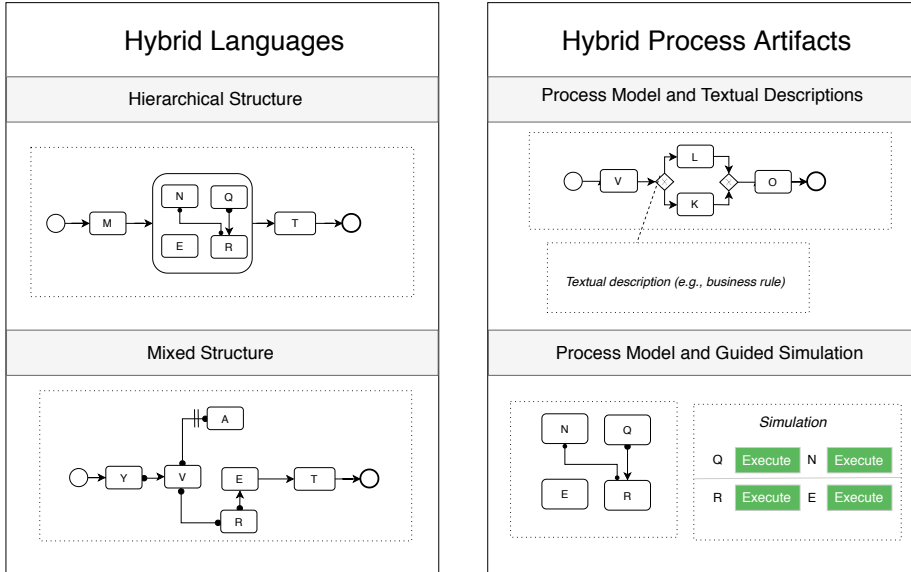 Hybrid Languages
Hierarchical Structure
N
Q
M
T
E
R
Mixed Structure
A
Y
V
E
T
R
Hybrid Process Artifacts
Process Model and Textual Descriptions
L
V
O
K
Textual description (e.g., business rule)
Process Model and Guided Simulation
N
Q
E
R
Simulation
Q Execute N Execute
R Execute E Execute